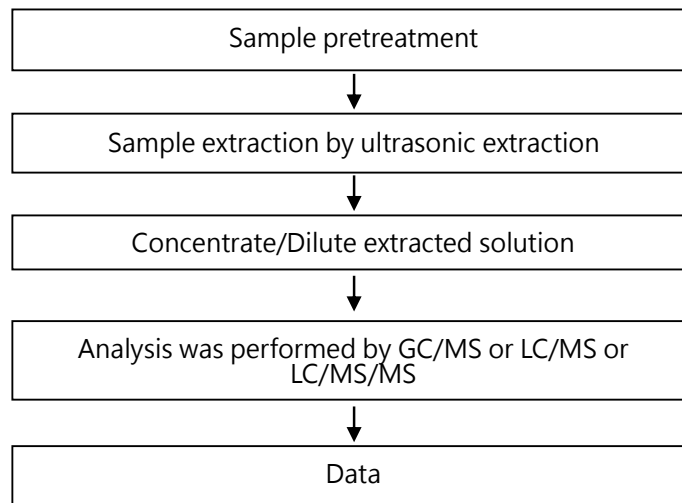 Sample pretreatment
Sample extraction by ultrasonic extraction
Concentrate/Dilute extracted solution
Analysis was performed by GC/MS or LC/MS or
LC/MS/MS
Data